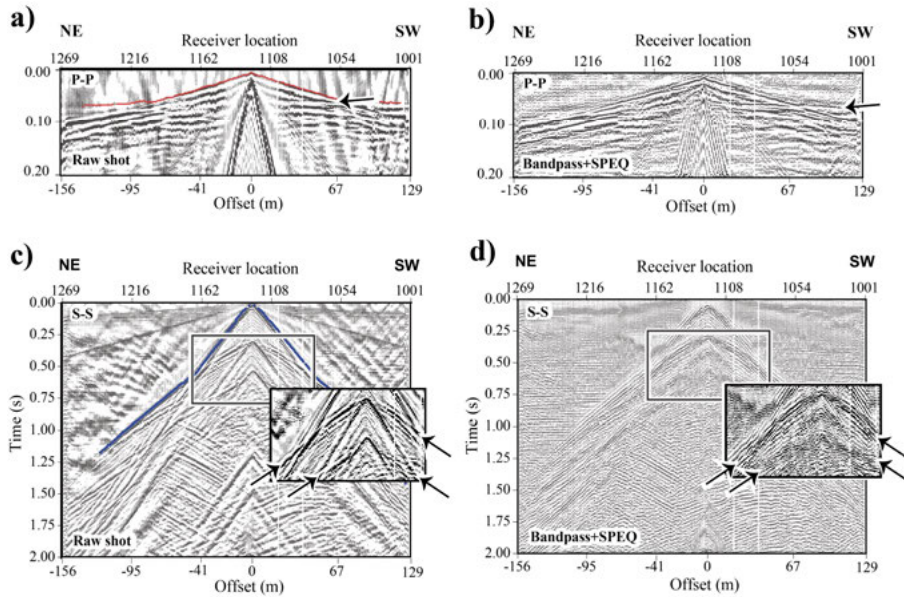 a)
NE
SW
Receiver location
1269 1216 1162 1108 1054 1001
0.00
P-P
0.10
Raw shot
0.20
-156 -95 -41 0 67 129
Offset (m)
b)
NE
SW
Receiver location
1269 1216 1162 1108 1054 1001
0.00
P-P
0.10
Bandpass+SPEQ
0.20
-156 -95 -41 0 67 129
Offset (m)
c)
NE
SW
Receiver location
1269 1216 1162 1108 1054 1001
0.00
S-S
0.25
0.50
0.75
Time (s)
1.00
1.25
1.50
1.75
Raw shot
2.00
-156 -95 -41 0 67 129
Offset (m)
d)
NE
SW
Receiver location
1269 1216 1162 1108 1054 1001
0.00
S-S
0.25
0.50
0.75
Time (s)
1.00
1.25
1.50
1.75
Bandpass+SPEQ
2.00
-156 -95 -41 0 67 129
Offset (m)